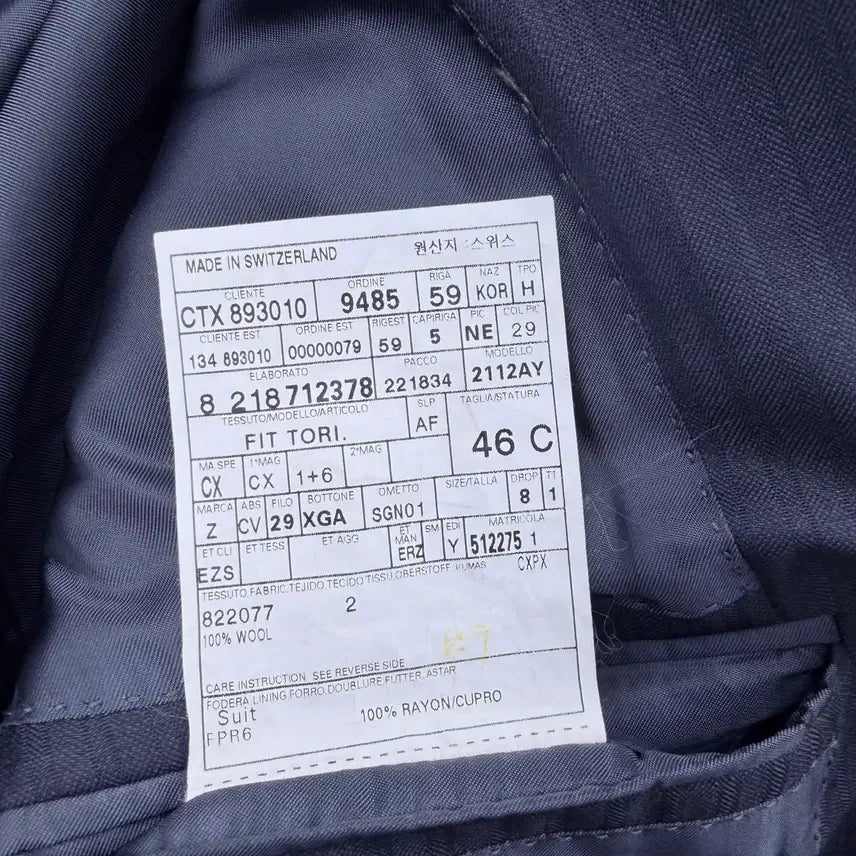 MADE IN SWITZERLAND 원산지 :스위스
CLIENTE ORDINE RIGA NAZ TPO
CTX 893010 9485 59 KOR H
CLIENTE EST ORDINE EST RIGEST CAPIRIGA PIC COL PIC
134 893010 00000079 59 5 NE 29
ELABORATO PACCO MODELLO
8 218712378 221834 2112AY
TESSUTO/MODELLO/ARTICOLO SLP TAGLIA/STATURA
FIT TORI. AF 46 C
MA SPE 1°MAG 2°MAG
CX CX 1+6
MARCA ABS FILO BOTTONE OMETTO SIZE/TALLA DROP TT
Z CV 29 XGA SGN01 8 1
ET CLI ET TESS ET AGG ET MAN SM EDI MATRICOLA
EZS ERZ Y 512275 1
TESSUTO.FABRIC.TEJIDO.TECIDO TISSU.OBERSTOFF KUMAS CXPX
822077 2
100% WOOL
CARE INSTRUCTION SEE REVERSE SIDE
FODERA LINING FORRO DOUBLURE FUTTER, ASTAR
Suit 100% RAYON/CUPRO
FPR6